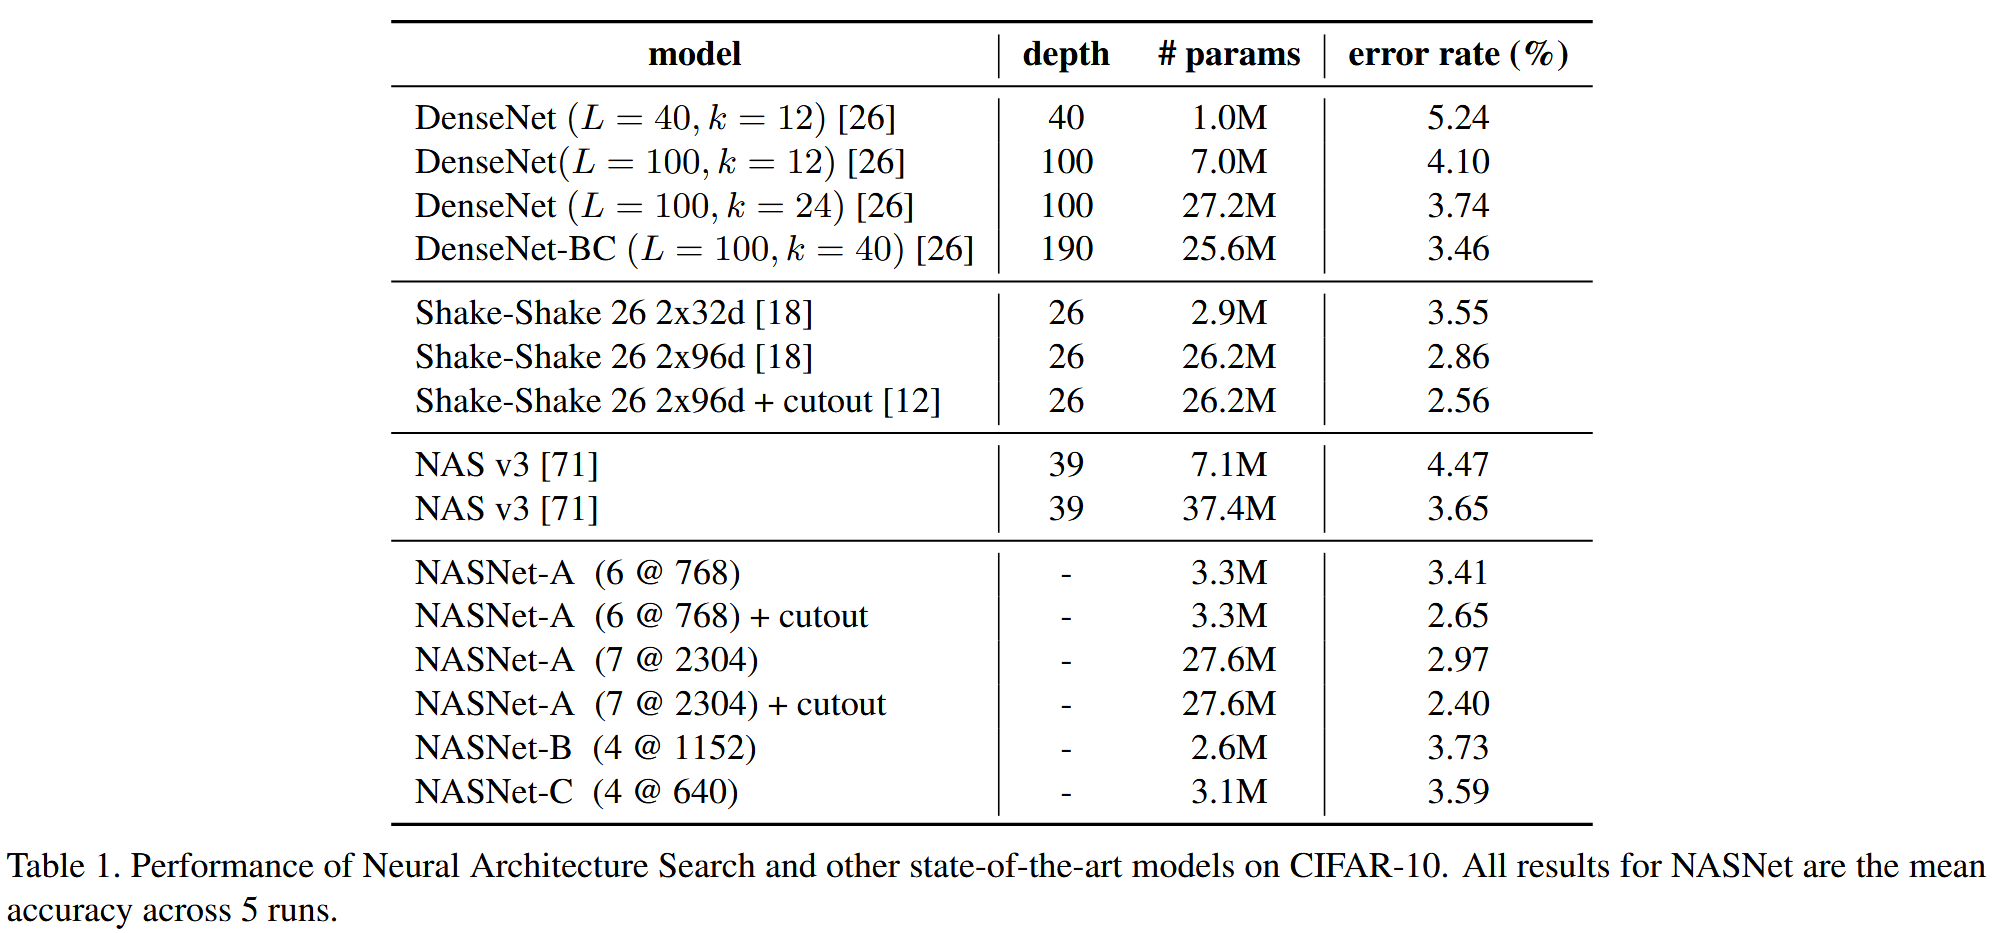 model depth # params error rate (%)
DenseNet (L = 40, k = 12) [26] 40 1.0M 5.24
DenseNet(L = 100, k = 12) [26] 100 7.0M 4.10
DenseNet (L = 100, k = 24) [26] 100 27.2M 3.74
DenseNet-BC (L = 100, k = 40) [26] 190 25.6M 3.46
Shake-Shake 26 2x32d [18] 26 2.9M 3.55
Shake-Shake 26 2x96d [18] 26 26.2M 2.86
Shake-Shake 26 2x96d + cutout [12] 26 26.2M 2.56
NAS v3 [71] 39 7.1M 4.47
NAS v3 [71] 39 37.4M 3.65
NASNet-A (6 @ 768) - 3.3M 3.41
NASNet-A (6 @ 768) + cutout - 3.3M 2.65
NASNet-A (7 @ 2304) - 27.6M 2.97
NASNet-A (7 @ 2304) + cutout - 27.6M 2.40
NASNet-B (4 @ 1152) - 2.6M 3.73
NASNet-C (4 @ 640) - 3.1M 3.59
Table 1. Performance of Neural Architecture Search and other state-of-the-art models on CIFAR-10. All results for NASNet are the mean
accuracy across 5 runs.